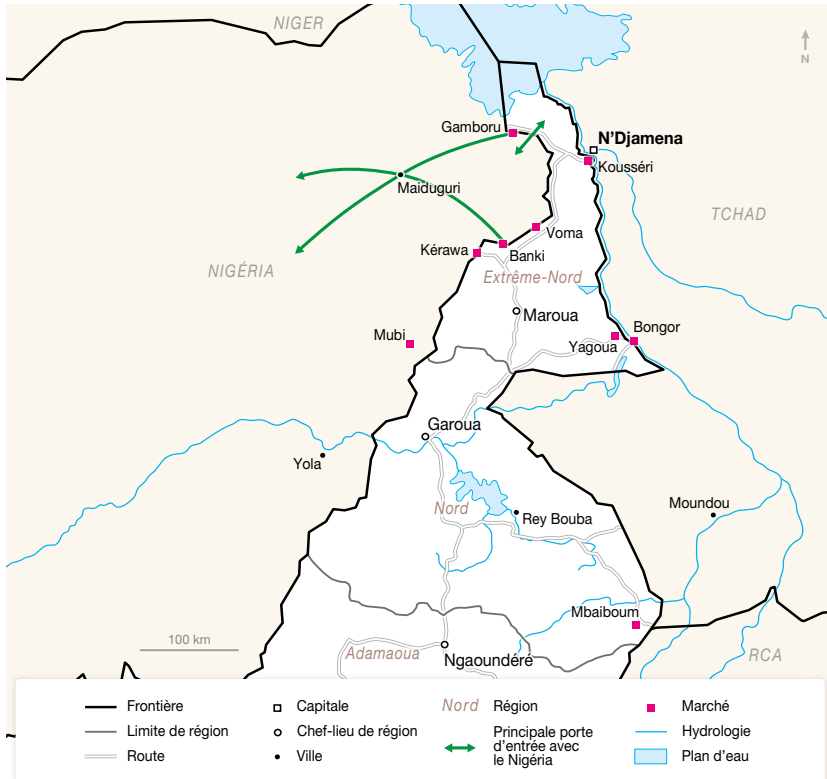 NIGER
N
Gamboru
N'Djamena
Kousséri
Maiduguri
TCHAD
Voma
Kérawa
Banki
NIGÉRIA
Extrême-Nord
Maroua
Mubi
Bongor
Yagoua
Garoua
Yola
Moundou
Nord
Rey Bouba
Mbaiboum
100 km
Adamaoua
Ngaoundéré
RCA
Frontière
Limite de région
Route
Capitale
Chef-lieu de région
Ville
Nord
Région
Principale porte
d'entrée avec
le Nigéria
Marché
Hydrologie
Plan d'eau